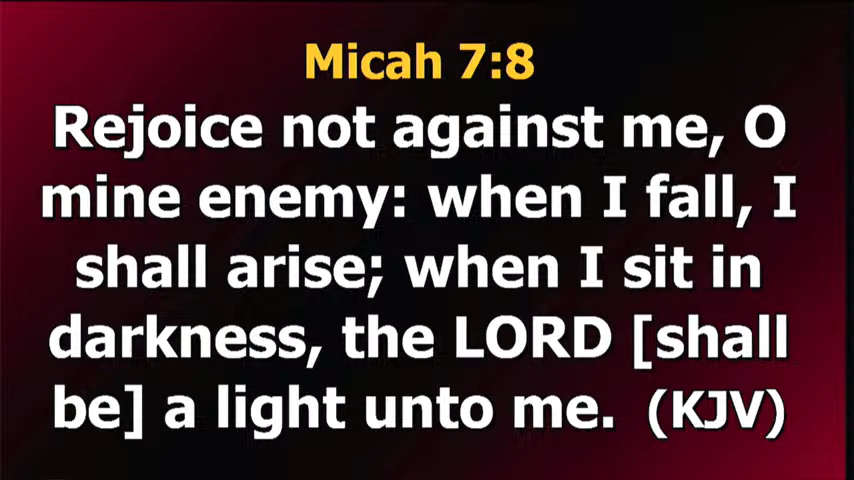 Micah 7:8
Rejoice not against me, O
mine enemy: when I fall, I
shall arise; when I sit in
darkness, the LORD [shall
be] a light unto me. (KJV)